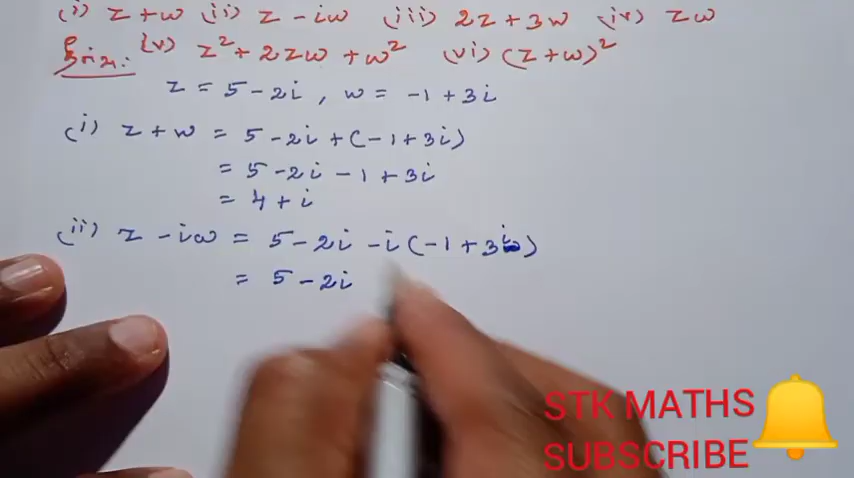 (i) z + w (ii) z - iw (iii) 2z + 3w (iv) zw
(v) z² + 2zw + w² (vi) (z + w)²
z = 5 - 2i , w = -1 + 3i
(i) z + w = 5 - 2i + (-1 + 3i)
= 5 - 2i - 1 + 3i
= 4 + i
(ii) z - iw = 5 - 2i - i(-1 + 3i)
= 5 - 2i
STK MATHS
SUBSCRIBE